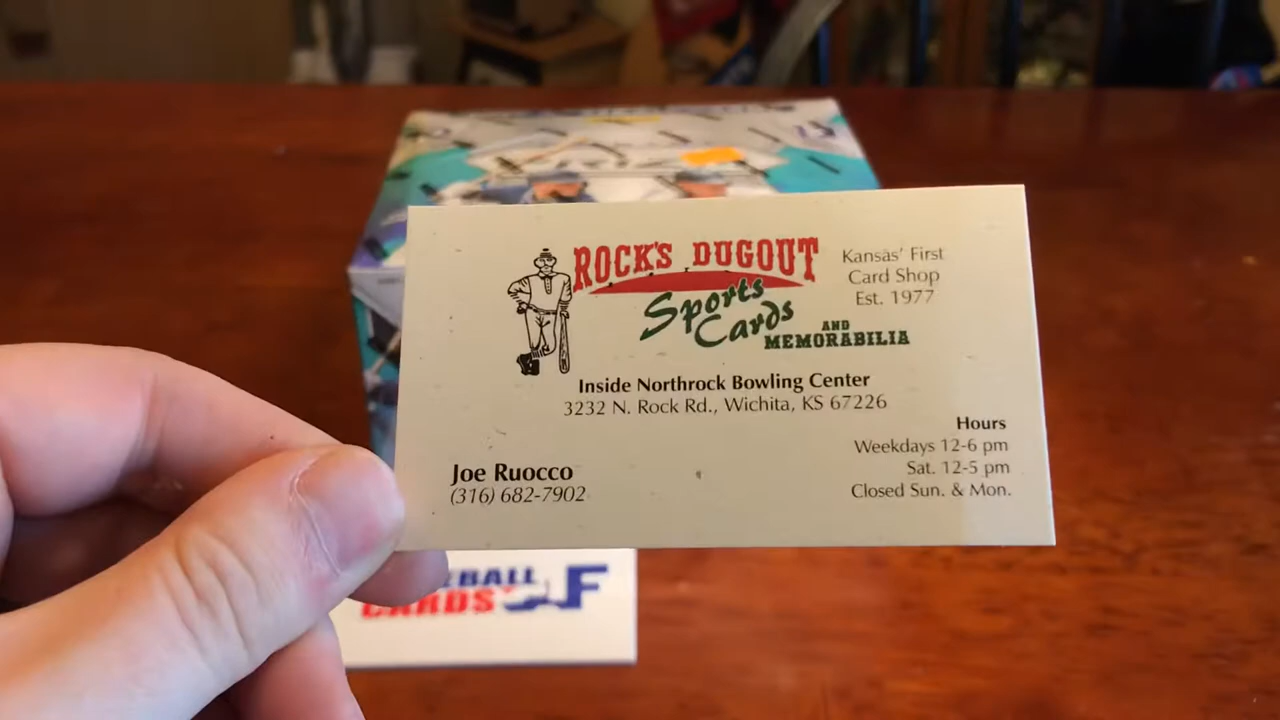 ROCK'S DUGOUT
Sports
Cards
AND
MEMORABILIA
Kansas' First
Card Shop
Est. 1977
Inside Northrock Bowling Center
3232 N. Rock Rd., Wichita, KS 67226
Hours
Weekdays 12-6 pm
Sat. 12-5 pm
Closed Sun. & Mon.
Joe Ruocco
(316) 682-7902
CARDS
F